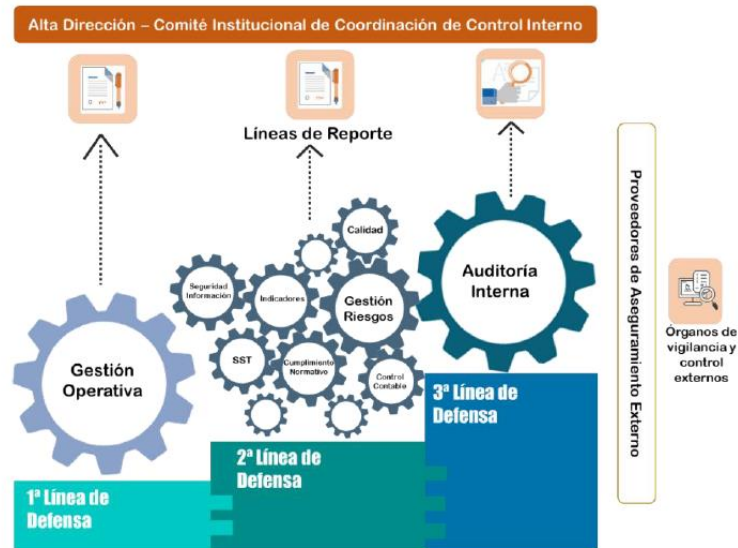 Alta Dirección – Comité Institucional de Coordinación de Control Interno
Líneas de Reporte
Gestión
Operativa
Seguridad
Información
Indicadores
Calidad
Gestión
Riesgos
SST
Cumplimiento
Normativo
Control
Contable
Auditoría
Interna
1ª Línea de
Defensa
2ª Línea de
Defensa
3ª Línea de
Defensa
Proveedores de Aseguramiento Externo
Órganos de
vigilancia y
control
externos